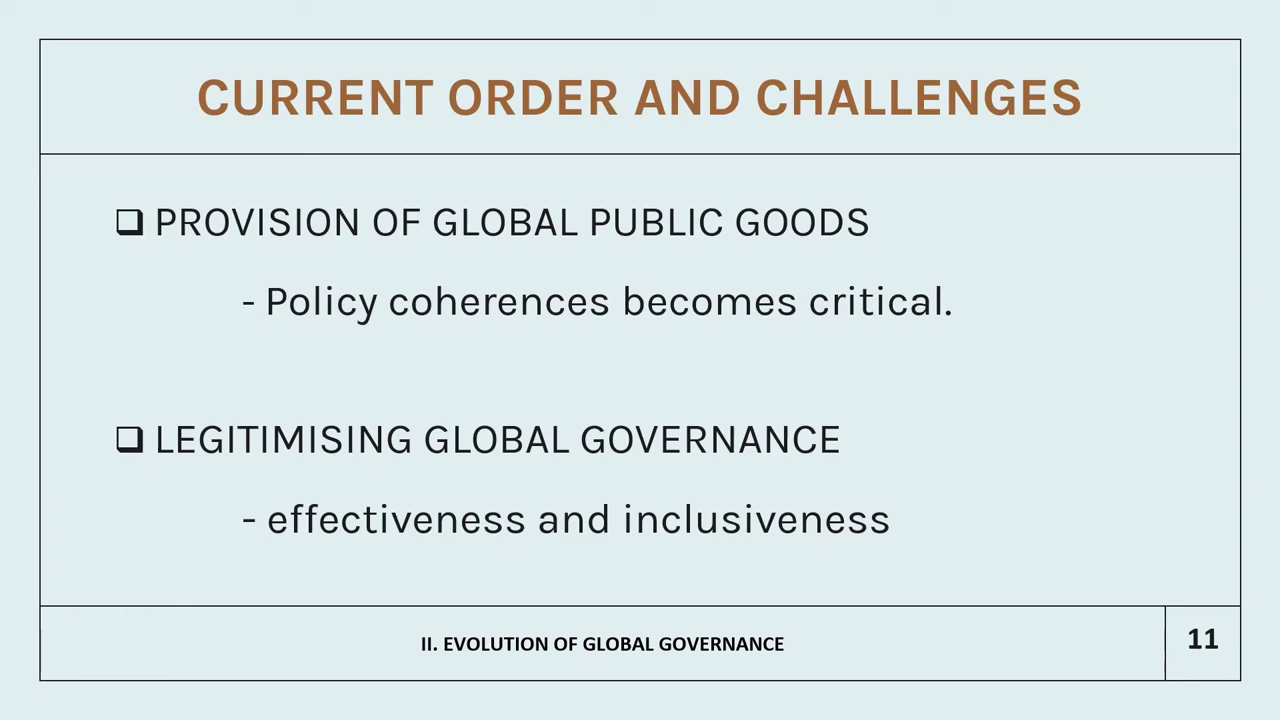 CURRENT ORDER AND CHALLENGES
❑ PROVISION OF GLOBAL PUBLIC GOODS
- Policy coherences becomes critical.
❑ LEGITIMISING GLOBAL GOVERNANCE
- effectiveness and inclusiveness
II. EVOLUTION OF GLOBAL GOVERNANCE
11